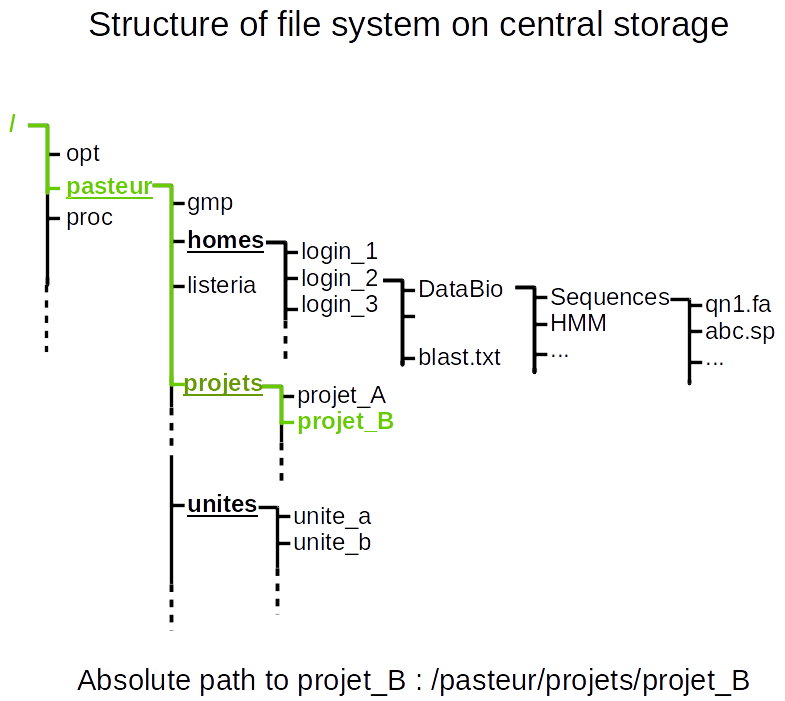 Structure of file system on central storage
/
opt
pasteur
proc
gmp
homes
listeria
projets
unites
login_1
login_2
login_3
DataBio
blast.txt
Sequences
HMM
...
qn1.fa
abc.sp
...
projet_A
projet_B
unite_a
unite_b
Absolute path to projet_B : /pasteur/projets/projet_B